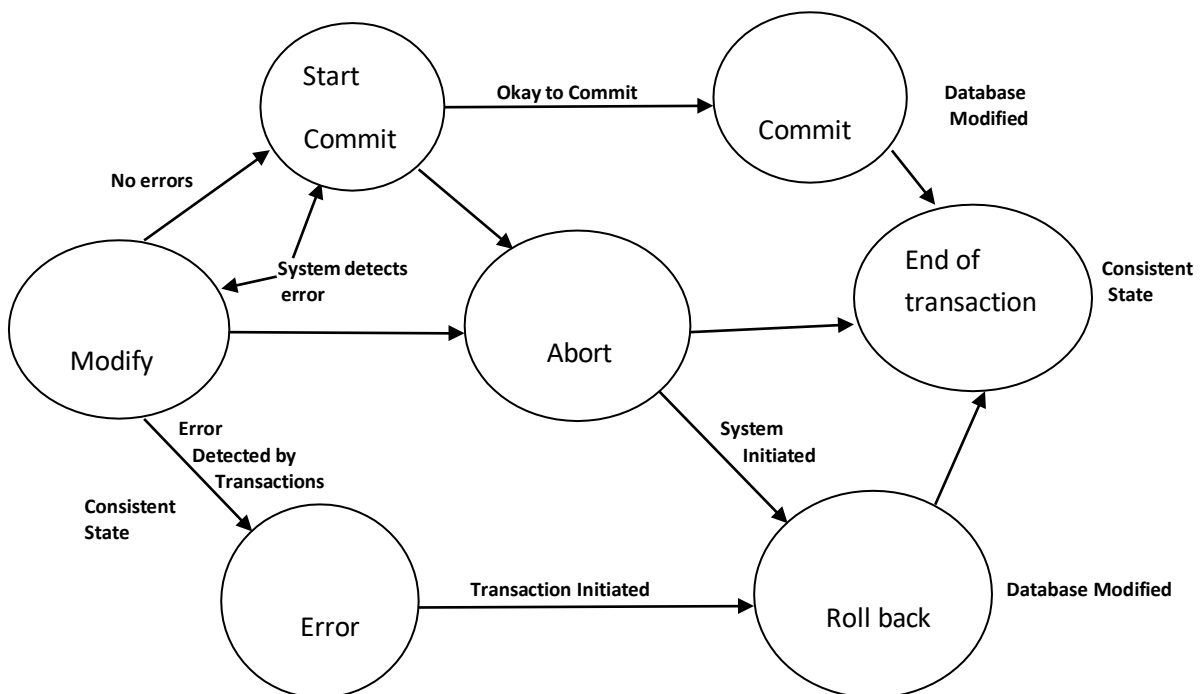 Start
Commit
Okay to Commit
Commit
Database
Modified
No errors
System detects
error
End of
transaction
Consistent
State
Modify
Abort
Error
Detected by
Transactions
System
Initiated
Consistent
State
Error
Transaction Initiated
Roll back
Database Modified